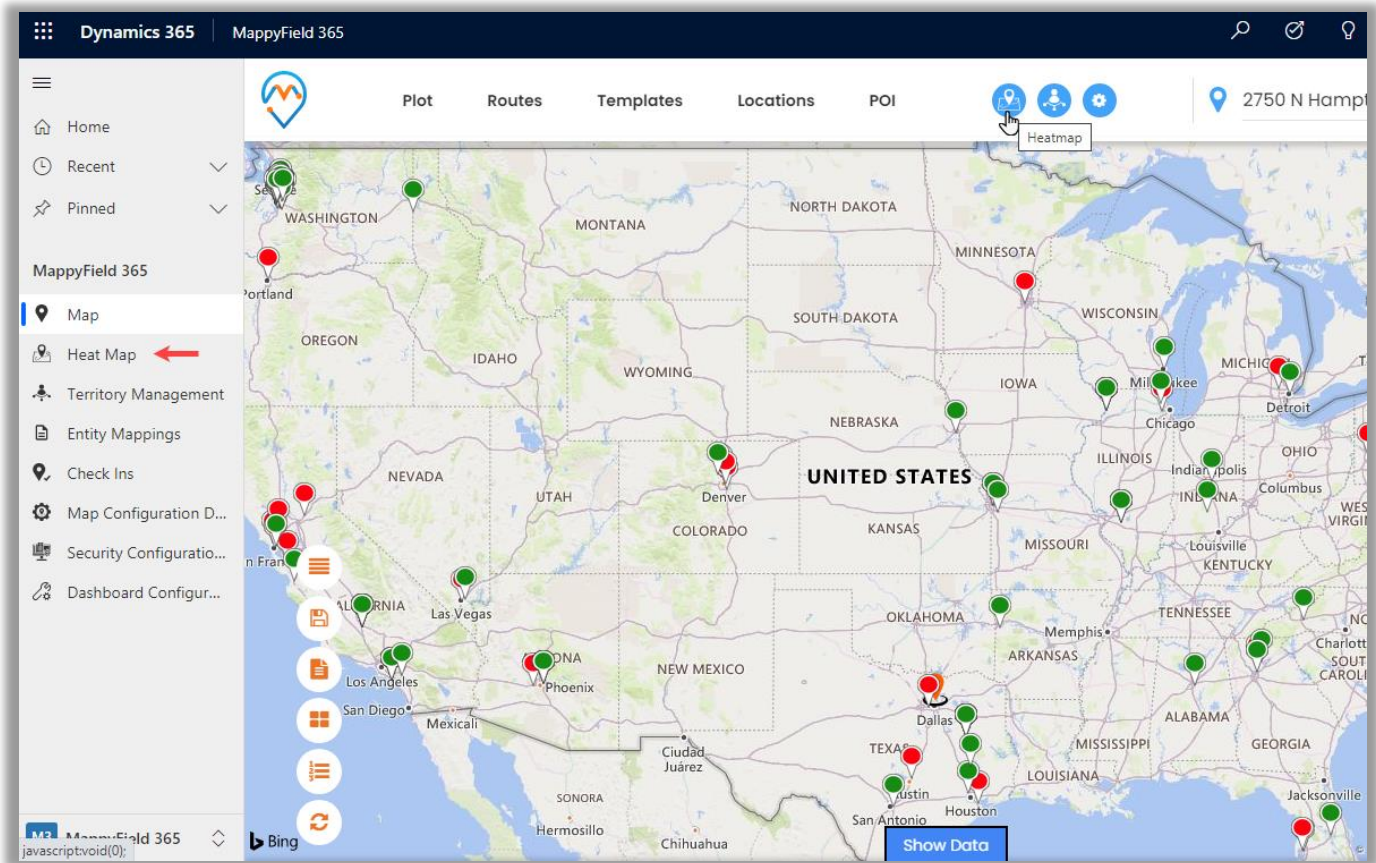 Dynamics 365
MappyField 365
Home
Recent
Pinned
MappyField 365
Map
Heat Map
Territory Management
Entity Mappings
Check Ins
Map Configuration D...
Security Configuratio...
Dashboard Configur...
MappyField 365
javascript:void(0);
Plot
Routes
Templates
Locations
POI
Heatmap
2750 N Hampt
WASHINGTON
MONTANA
NORTH DAKOTA
MINNESOTA
Portland
OREGON
IDAHO
SOUTH DAKOTA
WISCONSIN
WYOMING
IOWA
Detroit
Chicago
NEBRASKA
NEVADA
UTAH
Denver
UNITED STATES
ILLINOIS
OHIO
Columbus
COLORADO
KANSAS
MISSOURI
Louisville
KENTUCKY
WES
VIRGI
Las Vegas
OKLAHOMA
TENNESSEE
Memphis
ARKANSAS
NO
Charlott
SOUT
CAROLI
Los Angeles
NEW MEXICO
Phoenix
San Diego
Mexicali
Dallas
ALABAMA
Ciudad
Juárez
MISSISSIPPI
GEORGIA
LOUISIANA
SONORA
Hermosillo
Chihuahua
San Antonio
Houston
Jacksonville
Bing
Show Data